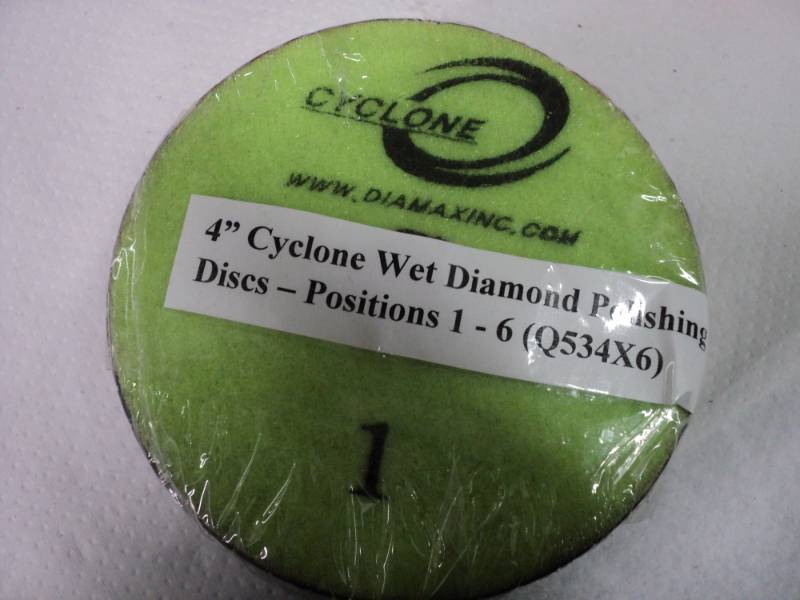 CYCLONE
WWW.DIAMAXINC.COM
4” Cyclone Wet Diamond Polishing
Discs – Positions 1 - 6 (Q534X6)
1